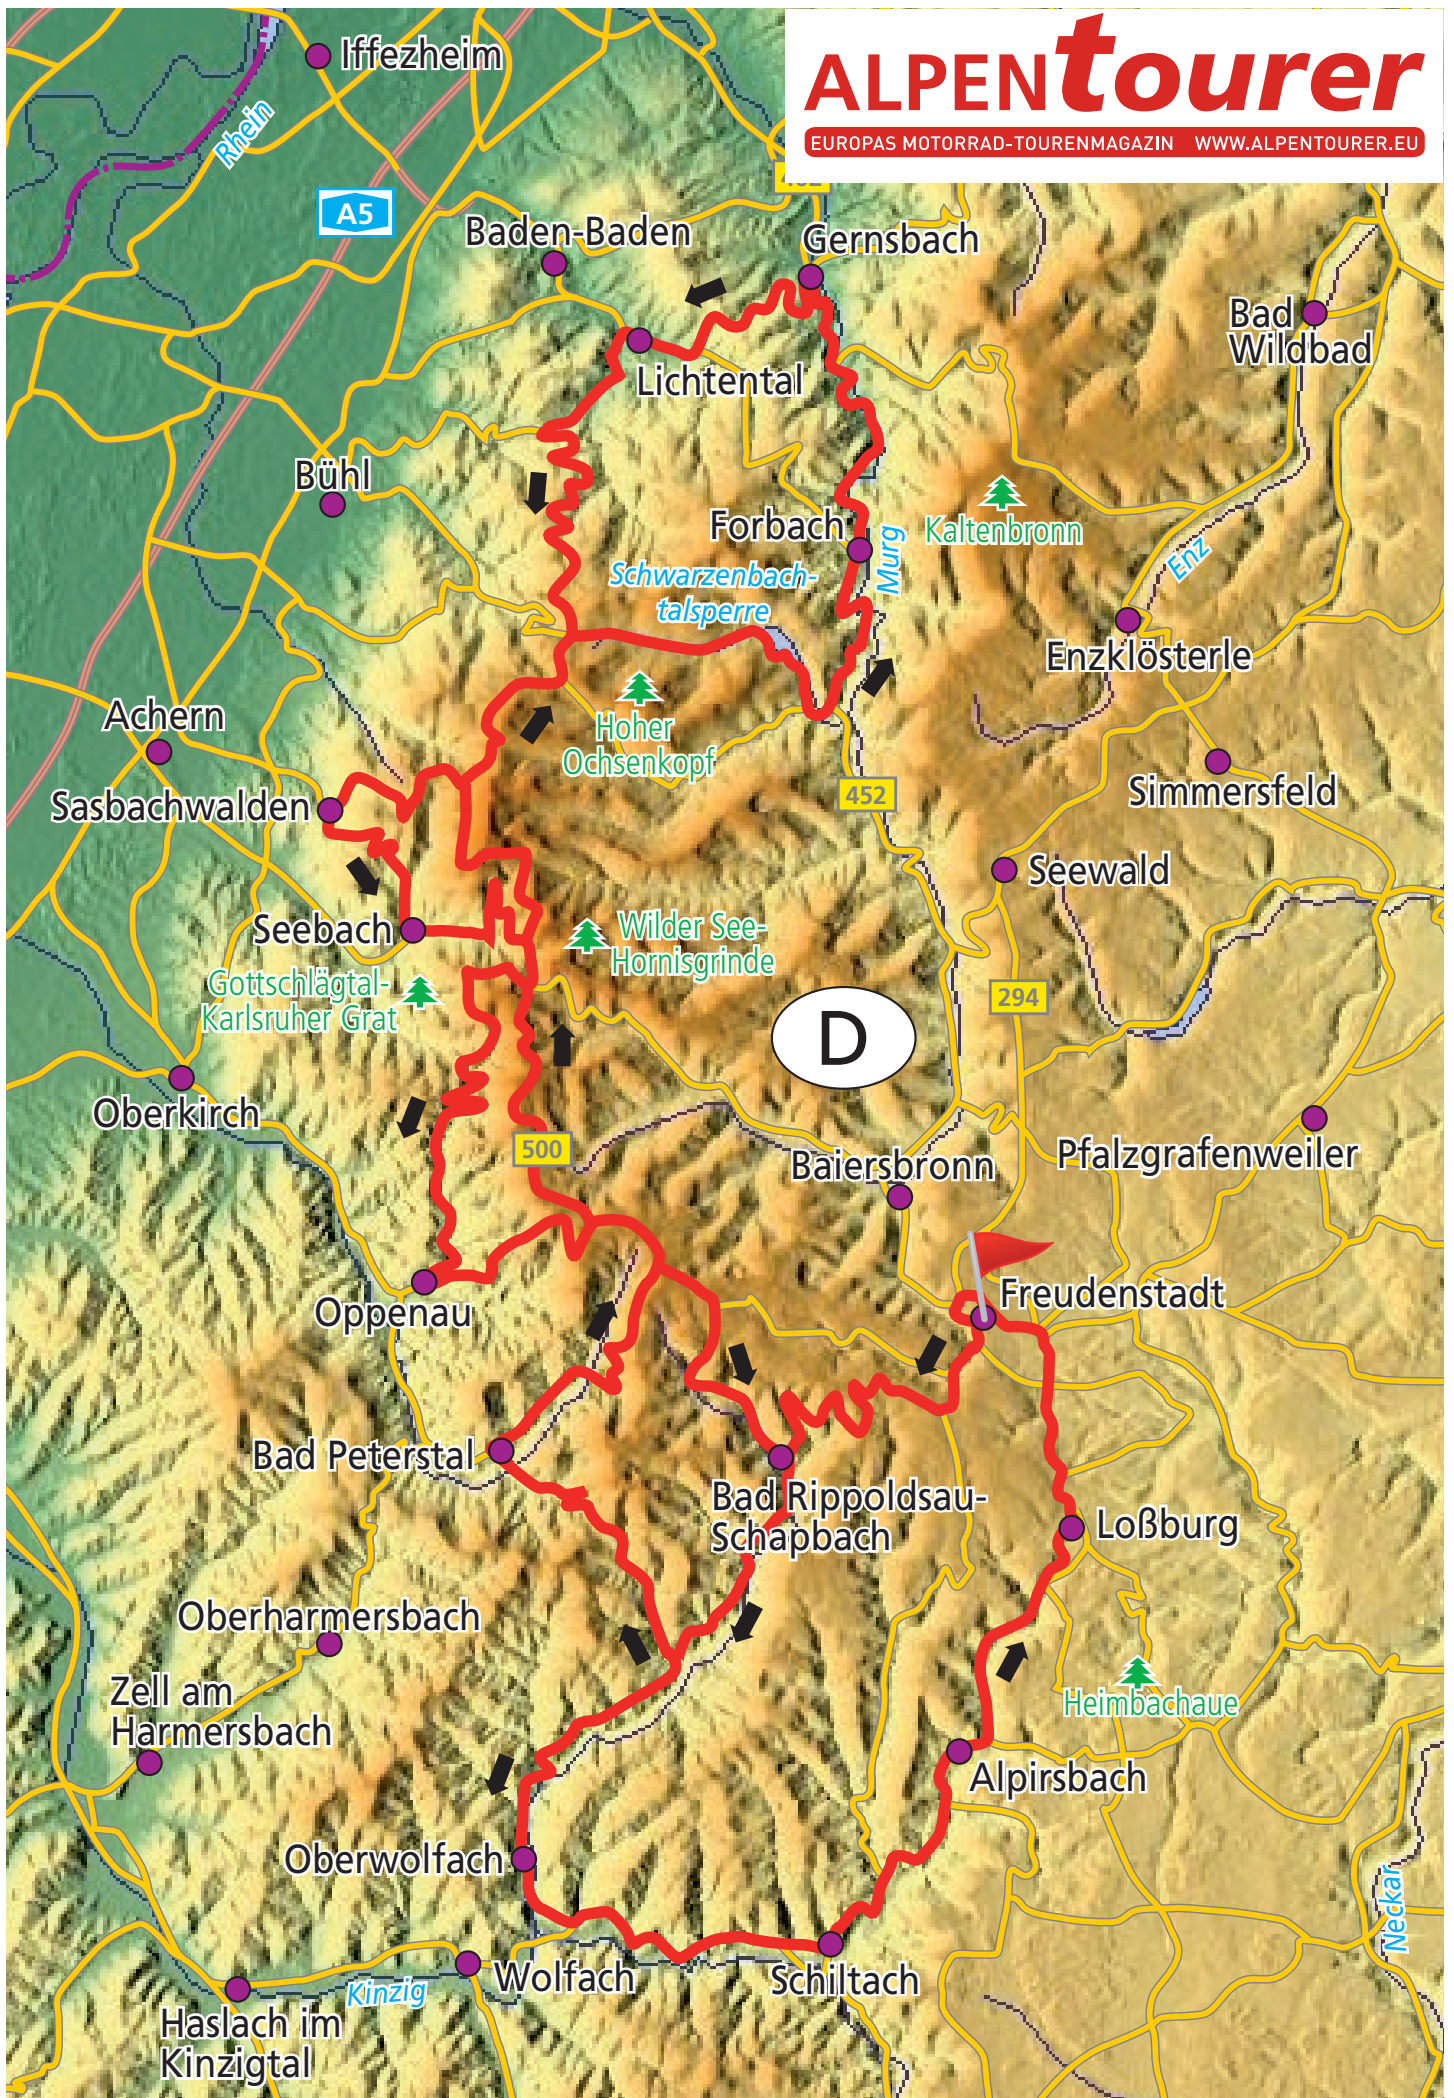 ALPENtourer
EUROPAS MOTORRAD-TOURENMAGAZIN WWW.ALPENTOURER.EU
Iffezheim
Rhein
A5
Baden-Baden
Gernsbach
Bad
Wildbad
Lichtental
Bühl
Forbach
Murg
Kaltenbronn
Enz
Schwarzenbach-
talsperre
Enzklösterle
Achern
Hoher
Ochsenkopf
Sasbachwalden
452
Simmersfeld
Seewald
Seebach
Wilder See-
Hornisgrinde
Gottschlägtal-
Karlsruher Grat
294
D
Oberkirch
500
Baiersbronn
Pfalzgrafenweiler
Freudenstadt
Oppenau
Bad Peterstal
Bad Rippoldsau-
Schapbach
Loßburg
Oberharmersbach
Zell am
Harmersbach
Heimbachaue
Alpirsbach
Oberwolfach
Neckar
Wolfach
Schiltach
Kinzig
Haslach im
Kinzigtal